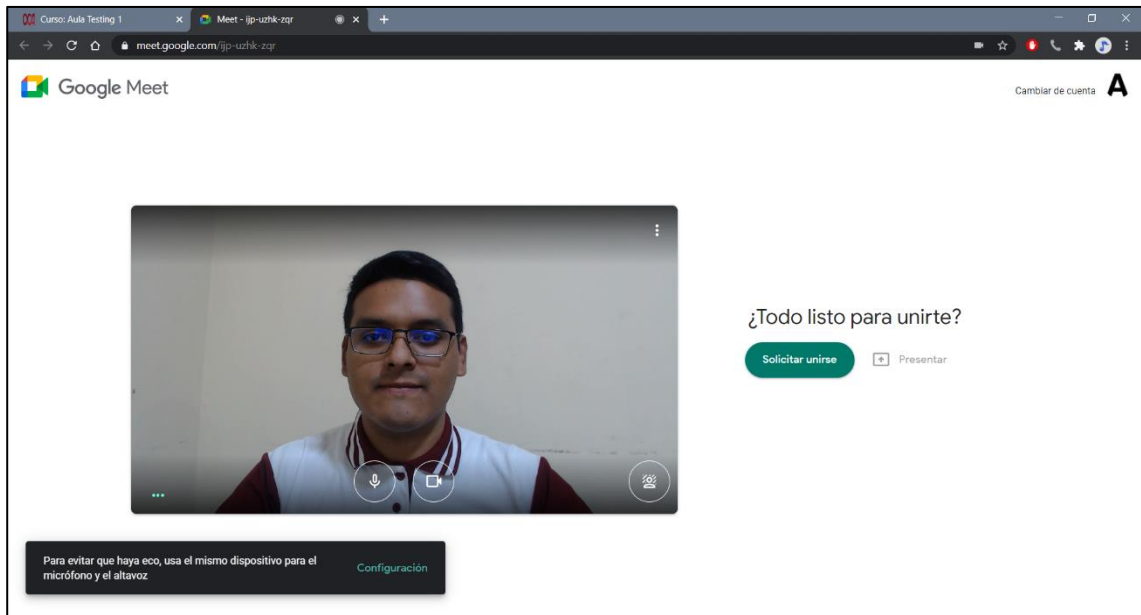 Curso: Aula Testing 1
Meet - ijp-uzhk-zqr
meet.google.com/ijp-uzhk-zqr
Google Meet
Cambiar de cuenta A
¿Todo listo para unirte?
Solicitar unirse
Presentar
Para evitar que haya eco, usa el mismo dispositivo para el
micrófono y el altavoz
Configuración